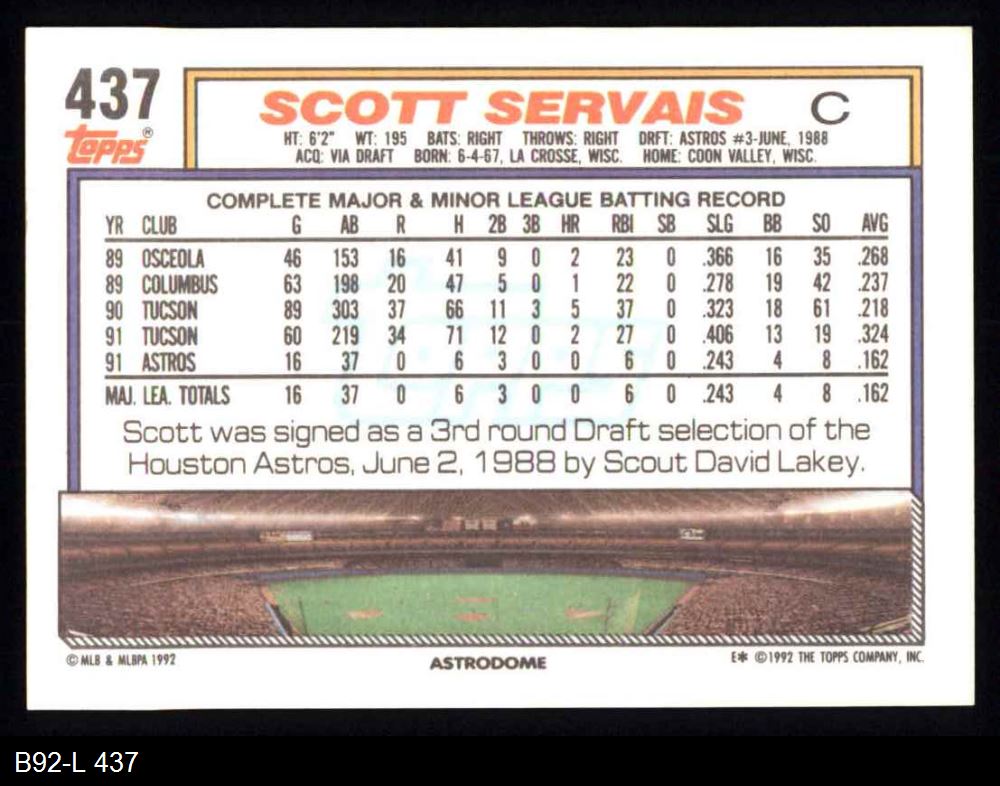 437
Topps®
SCOTT SERVAIS C
HT: 6'2" WT: 195 BATS: RIGHT THROWS: RIGHT DRFT: ASTROS #3-JUNE, 1988
ACQ: VIA DRAFT BORN: 6-4-67, LA CROSSE, WISC. HOME: COON VALLEY, WISC.
COMPLETE MAJOR & MINOR LEAGUE BATTING RECORD
YR CLUB G AB R H 2B 3B HR RBI SB SLG BB SO AVG
89 OSCEOLA 46 153 16 41 9 0 2 23 0 .366 16 35 .268
89 COLUMBUS 63 198 20 47 5 0 1 22 0 .278 19 42 .237
90 TUCSON 89 303 37 66 11 3 5 37 0 .323 18 61 .218
91 TUCSON 60 219 34 71 12 0 2 27 0 .406 13 19 .324
91 ASTROS 16 37 0 6 3 0 0 6 0 .243 4 8 .162
MAJ. LEA. TOTALS 16 37 0 6 3 0 0 6 0 .243 4 8 .162
Scott was signed as a 3rd round Draft selection of the
Houston Astros, June 2, 1988 by Scout David Lakey.
© MLB & MLBPA 1992 ASTRODOME E* ©1992 THE TOPPS COMPANY, INC.
B92-L 437